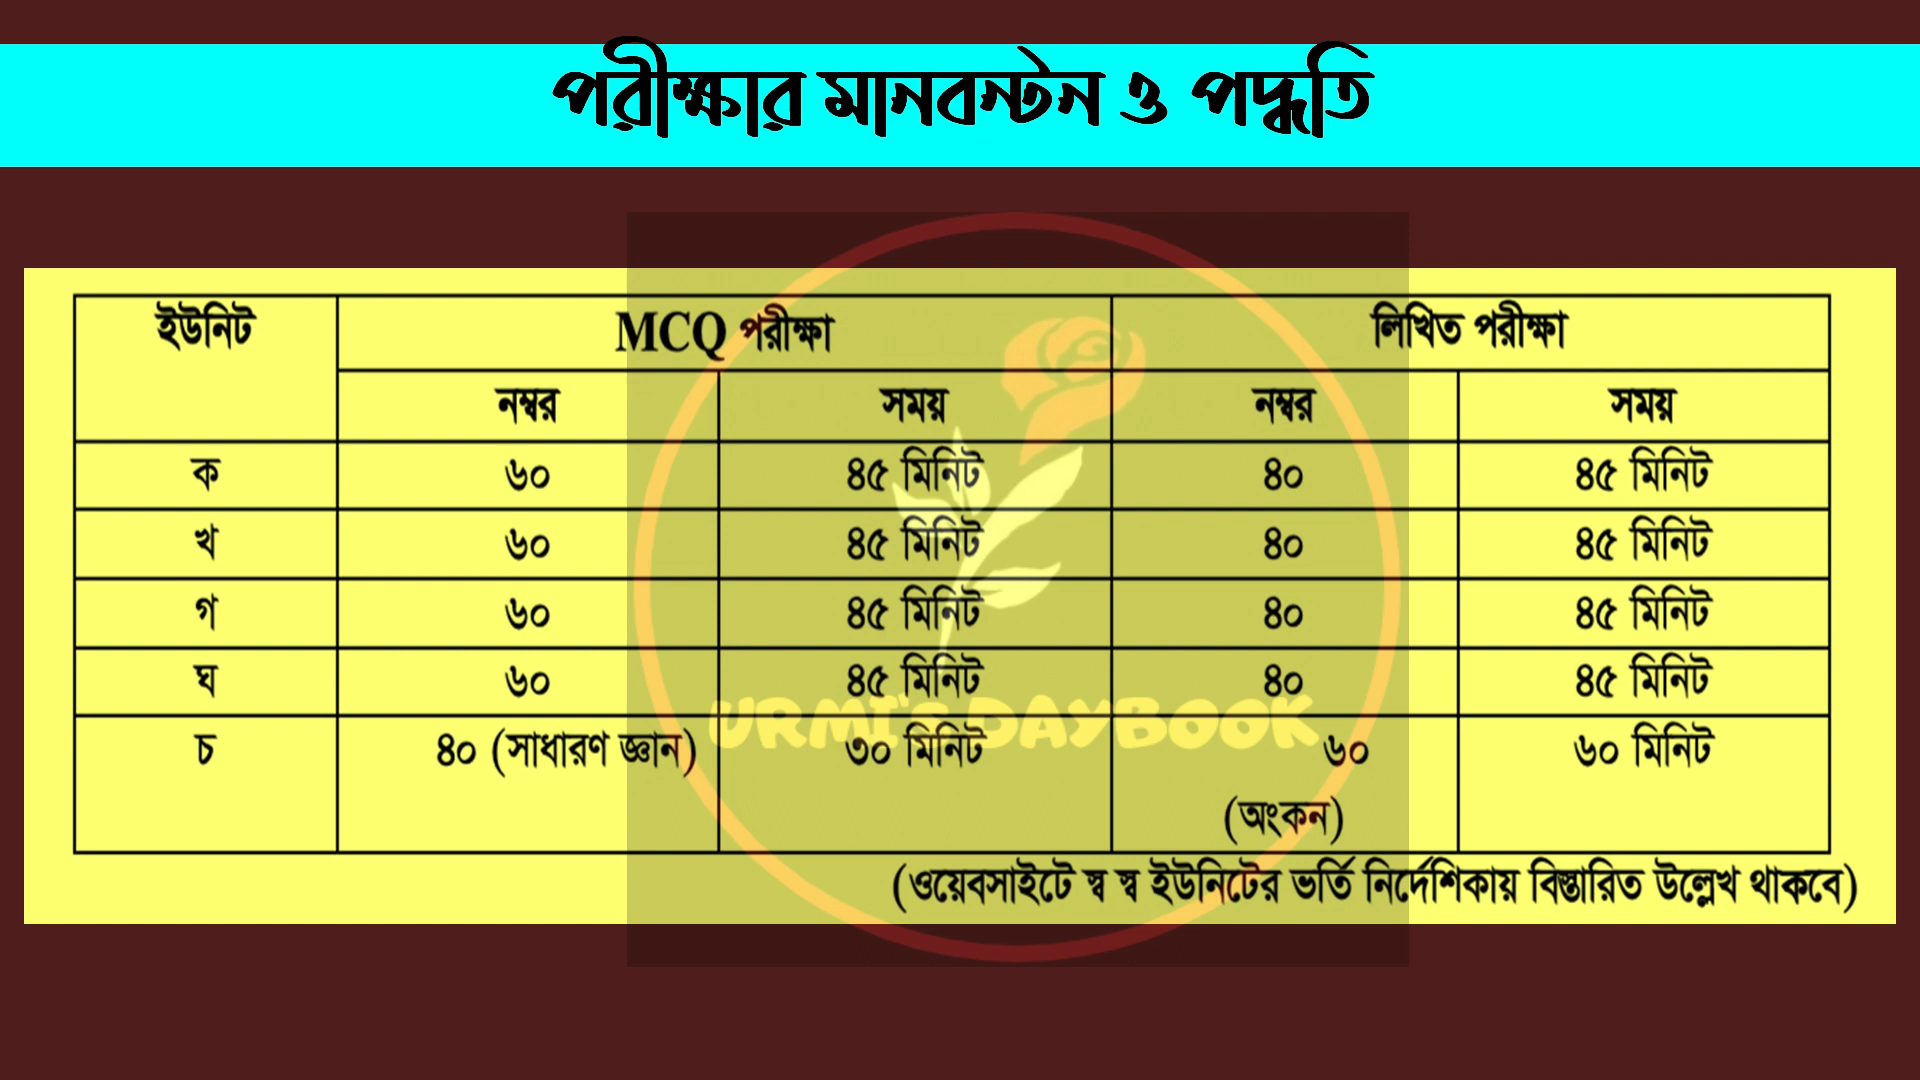 পরীক্ষার মানবন্টন ও পদ্ধতি
ইউনিট MCQ পরীক্ষা লিখিত পরীক্ষা
নম্বর সময় নম্বর সময়
ক ৬০ ৪৫ মিনিট ৪০ ৪৫ মিনিট
খ ৬০ ৪৫ মিনিট ৪০ ৪৫ মিনিট
গ ৬০ ৪৫ মিনিট ৪০ ৪৫ মিনিট
ঘ ৬০ ৪৫ মিনিট ৪০ ৪৫ মিনিট
URMI'S DAYBOOK
চ ৪০ (সাধারণ জ্ঞান) ৩০ মিনিট ৬০ ৬০ মিনিট
(অংকন)
(ওয়েবসাইটে স্ব স্ব ইউনিটের ভর্তি নির্দেশিকায় বিস্তারিত উল্লেখ থাকবে)